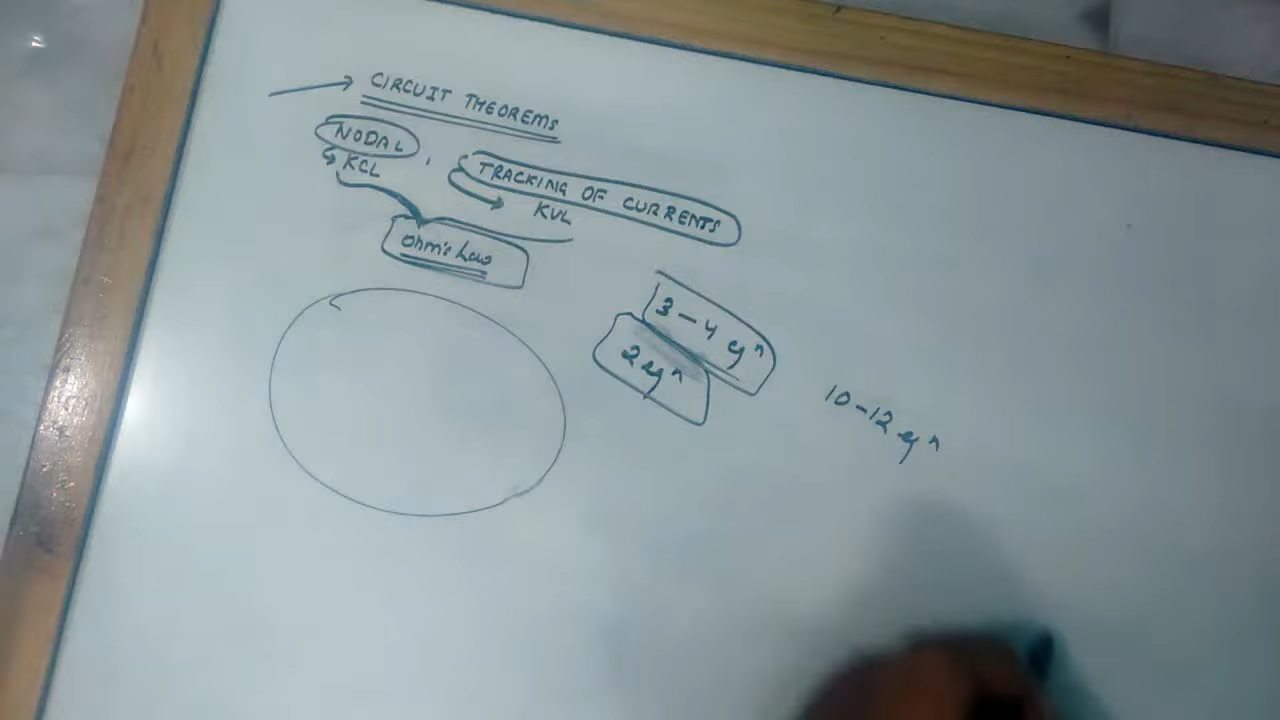 CIRCUIT THEOREMS
NODAL, TRACKING OF CURRENTS
KCL
KVL
Ohm's Law
3-4 eqn
2 eqn
10-12 eqn